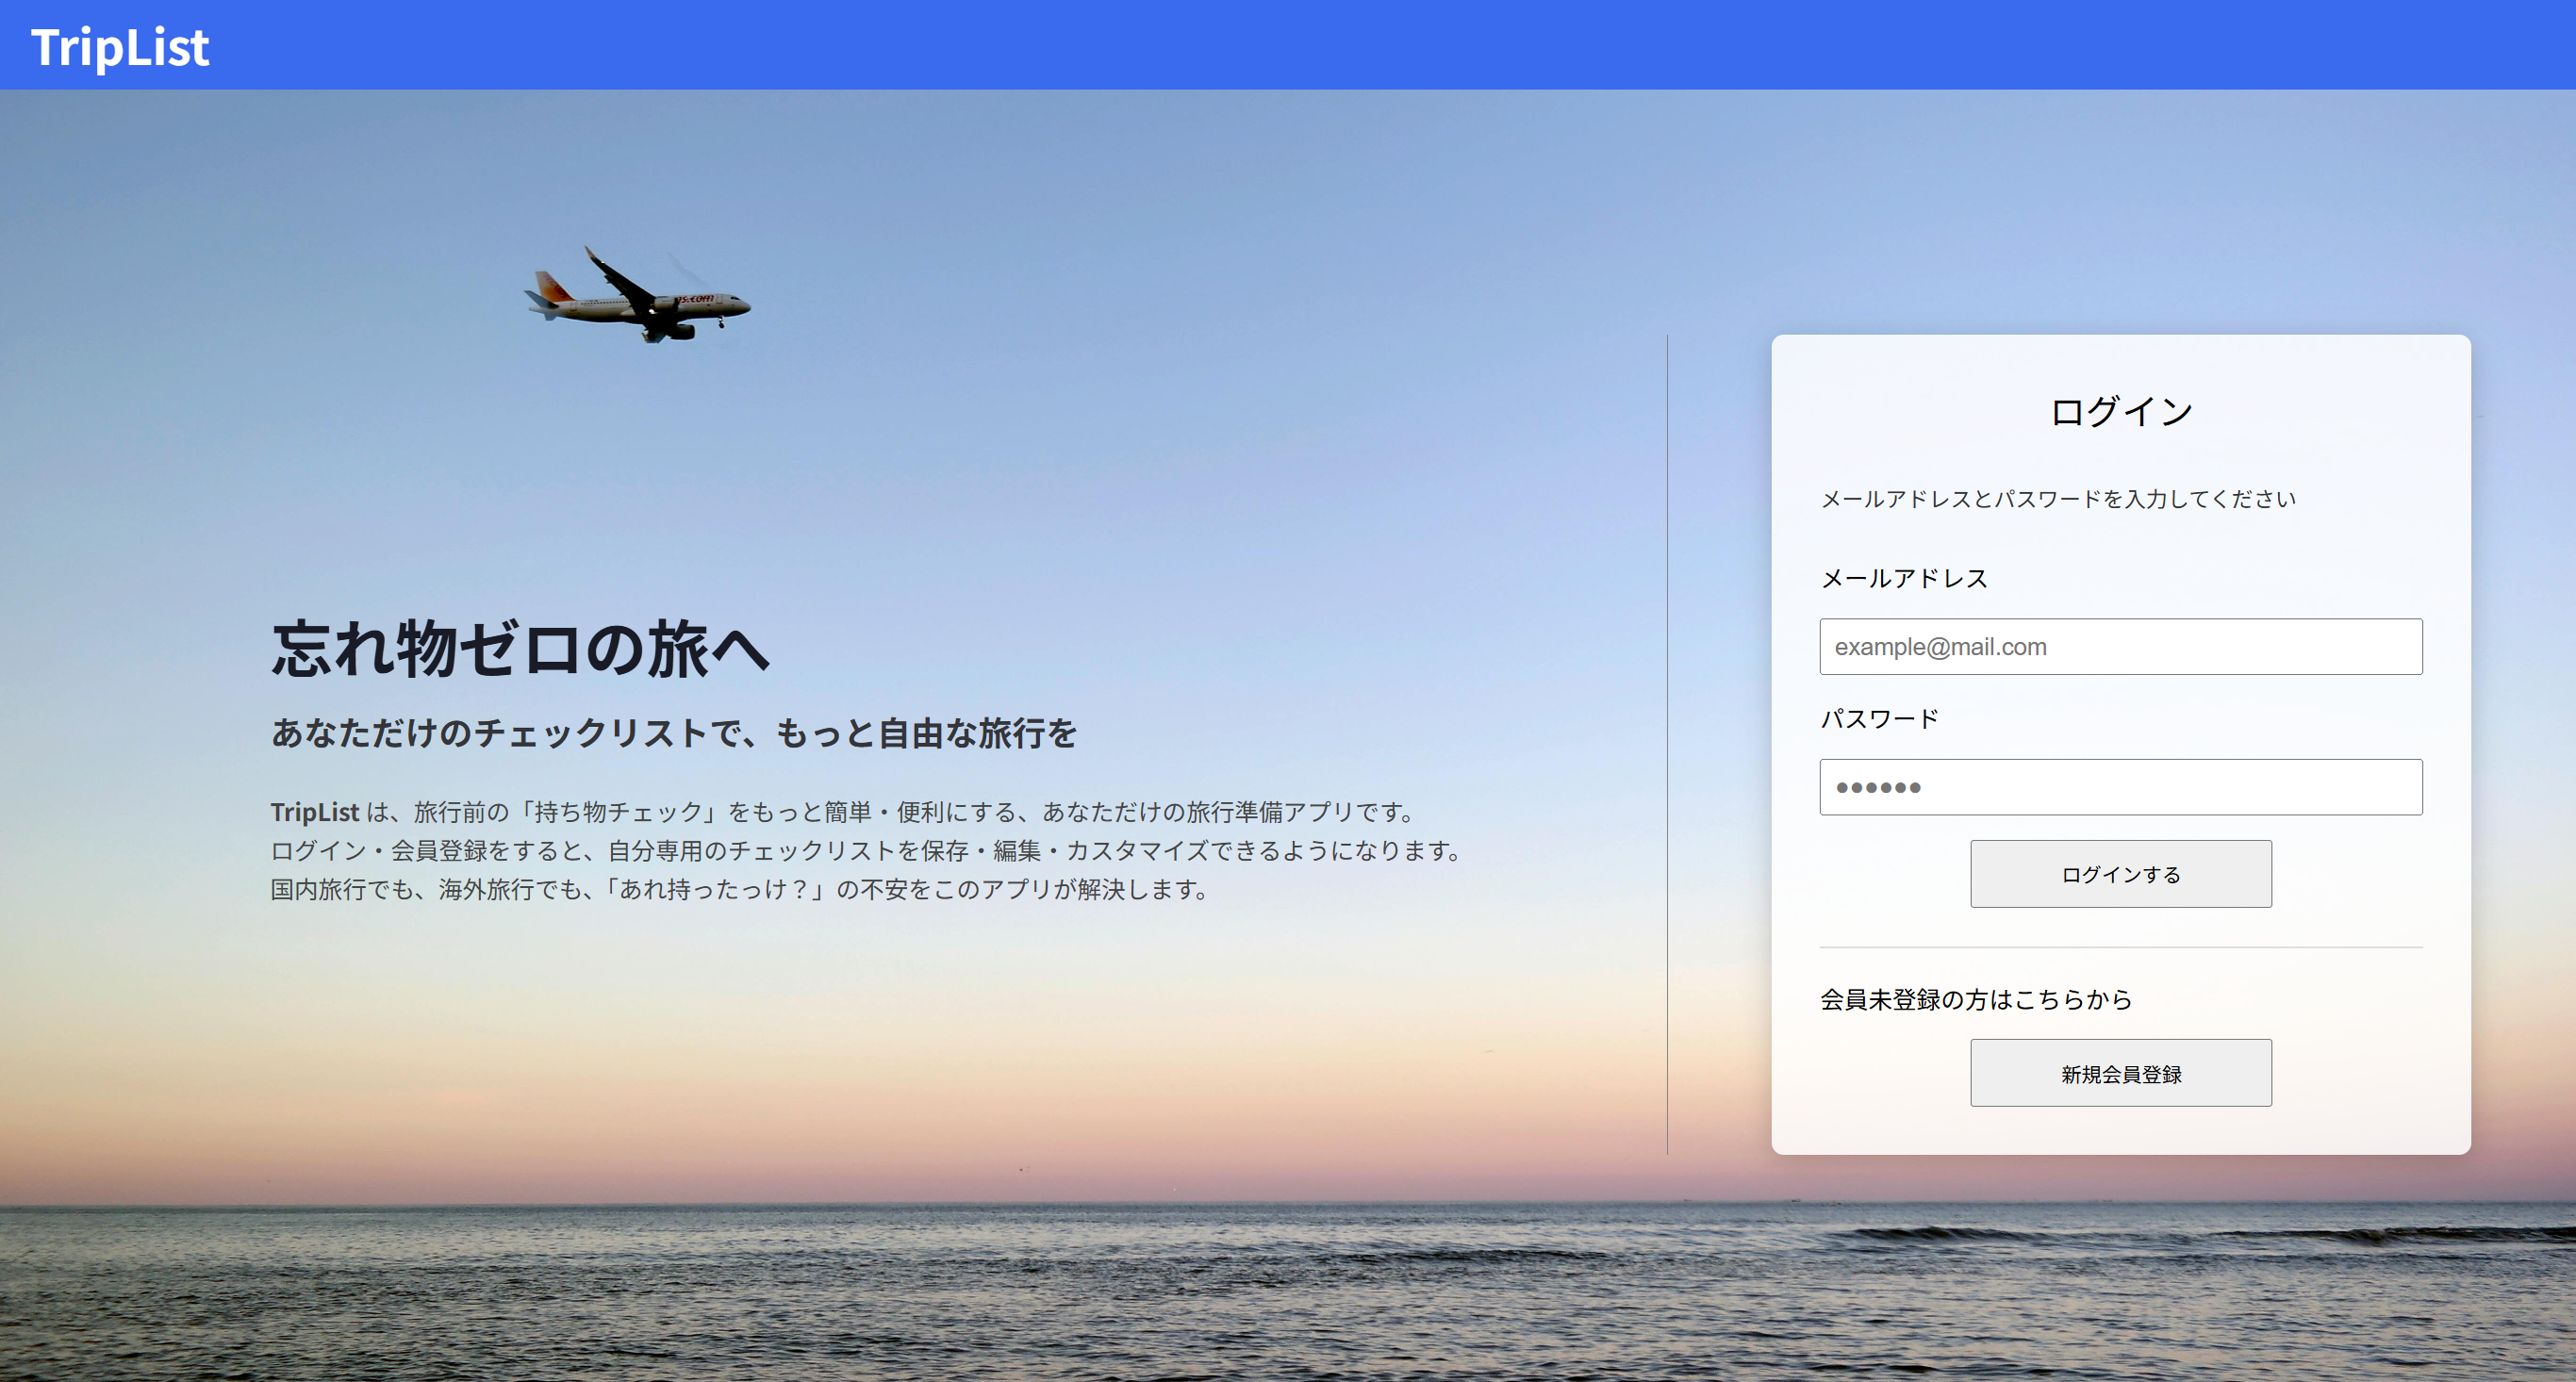 TripList
忘れ物ゼロの旅へ
あなただけのチェックリストで、もっと自由な旅行を
TripList は、旅行前の「持ち物チェック」をもっと簡単・便利にする、あなただけの旅行準備アプリです。
ログイン・会員登録をすると、自分専用のチェックリストを保存・編集・カスタマイズできるようになります。
国内旅行でも、海外旅行でも、「あれ持ったっけ？」の不安をこのアプリが解決します。
ログイン
メールアドレスとパスワードを入力してください
メールアドレス
example@mail.com
パスワード
●●●●●●
ログインする
会員未登録の方はこちらから
新規会員登録